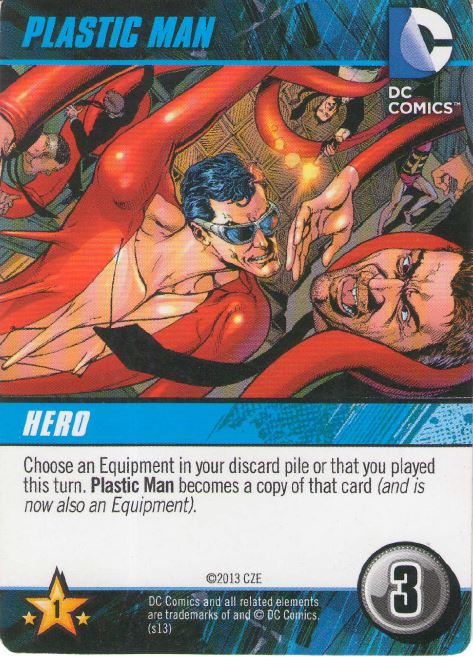 PLASTIC MAN
DC
DC
COMICS™
HERO
Choose an Equipment in your discard pile or that you played
this turn. Plastic Man becomes a copy of that card (and is
now also an Equipment).
©2013 CZE
1
DC Comics and all related elements
are trademarks of and © DC Comics.
(s13)
3